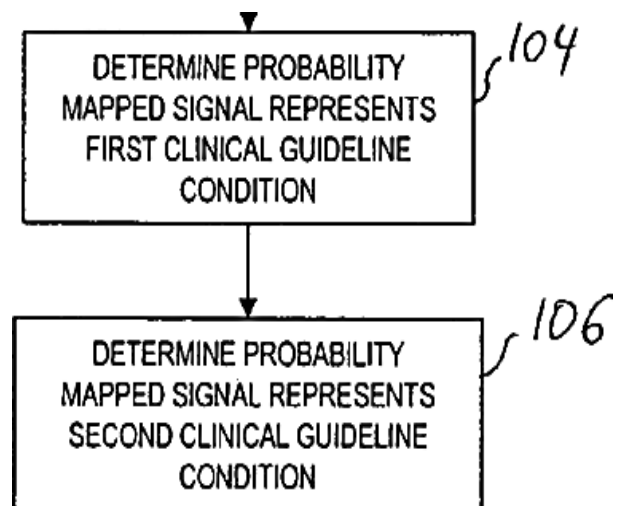 104
DETERMINE PROBABILITY
MAPPED SIGNAL REPRESENTS
FIRST CLINICAL GUIDELINE
CONDITION
106
DETERMINE PROBABILITY
MAPPED SIGNAL REPRESENTS
SECOND CLINICAL GUIDELINE
CONDITION